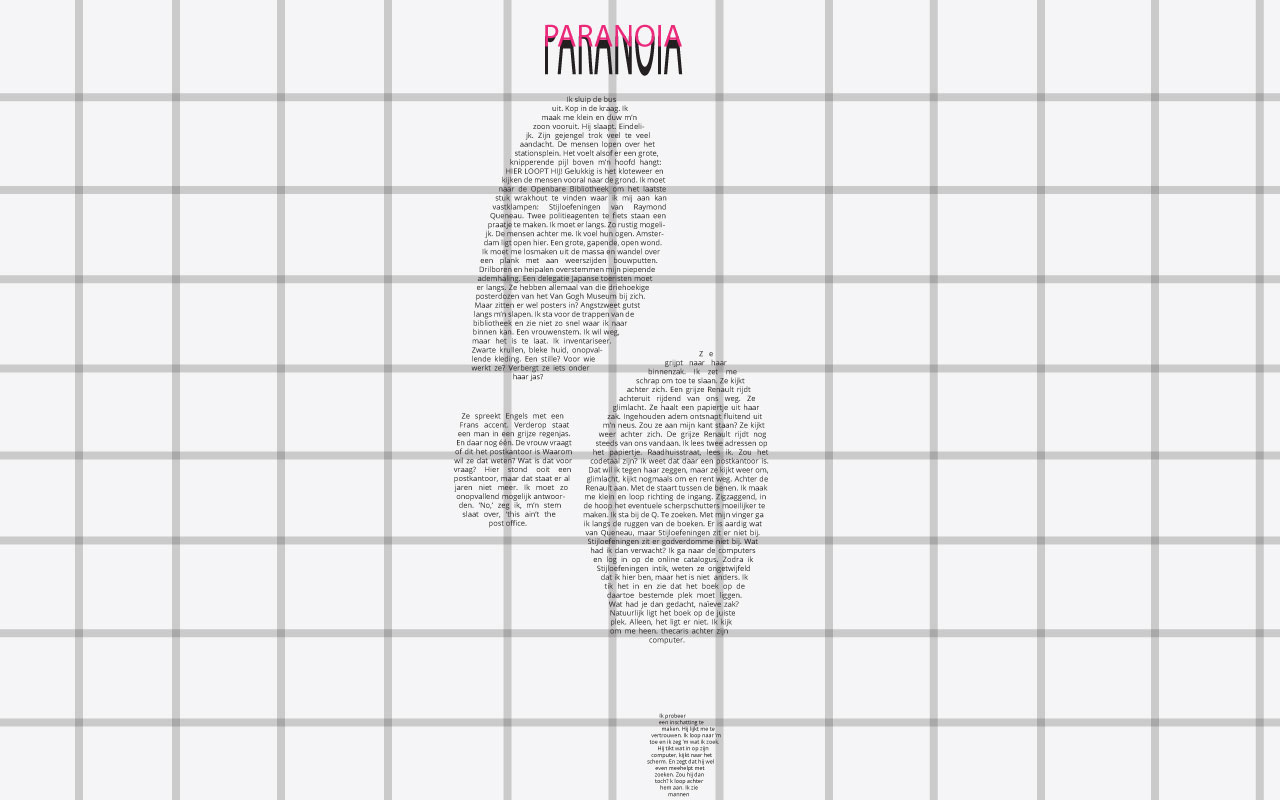 PARANOIA
PARANOIA
Ik sluip de bus
uit. Kop in de kraag. Ik
maak me klein en duw m'n
zoon vooruit. Hij slaapt. Eindeli-
jk. Zijn gejengel trok veel te veel
aandacht. De mensen lopen over het
stationsplein. Het voelt alsof er een grote,
knipperende pijl boven m'n hoofd hangt:
HIER LOOPT HIJ! Gelukkig is het kloteweer en
kijken de mensen vooral naar de grond. Ik moet
naar de Openbare Bibliotheek om het laatste
stuk wrakhout te vinden waar ik mij aan kan
vastklampen: Stijloefeningen van Raymond
Queneau. Twee politieagenten te fiets staan een
praatje te maken. Ik moet er langs. Zo rustig mogeli-
jk. De mensen achter me. Ik voel hun ogen. Amster-
dam ligt open hier. Een grote, gapende, open wond.
Ik moet me losmaken uit de massa en wandel over
een plank met aan weerszijden bouwputten.
Drilboren en heipalen overstemmen mijn piepende
ademhaling. Een delegatie Japanse toeristen moet
er langs. Ze hebben allemaal van die driehoekige
posterdozen van het Van Gogh Museum bij zich.
Maar zitten er wel posters in? Angstzweet gutst
langs m'n slapen. Ik sta voor de trappen van de
bibliotheek en zie niet zo snel waar ik naar
binnen kan. Een vrouwenstem. Ik wil weg,
maar het is te laat. Ik inventariseer.
Zwarte krullen, bleke huid, onopval-
lende kleding. Een stille? Voor wie
werkt ze? Verbergt ze iets onder
haar jas?
Ze spreekt Engels met een
Frans accent. Verderop staat
een man in een grijze regenjas.
En daar nog één. De vrouw vraagt
of dit het postkantoor is Waarom
wil ze dat weten? Wat is dat voor
vraag? Hier stond ooit een
postkantoor, maar dat staat er al
jaren niet meer. Ik moet zo
onopvallend mogelijk antwoor-
den. 'No,' zeg ik, m'n stem
slaat over, 'this ain't the
post office.
Ze
grijpt naar haar
binnenzak. Ik zet me
schrap om toe te slaan. Ze kijkt
achter zich. Een grijze Renault rijdt
achteruit rijdend van ons weg. Ze
glimlacht. Ze haalt een papiertje uit haar
zak. Ingehouden adem ontsnapt fluitend uit
m'n neus. Zou ze aan mijn kant staan? Ze kijkt
weer achter zich. De grijze Renault rijdt nog
steeds van ons vandaan. Ik lees twee adressen op
het papiertje. Raadhuisstraat, lees ik. Zou het
codetaal zijn? Ik weet dat daar een postkantoor is.
Dat wil ik tegen haar zeggen, maar ze kijkt weer om,
glimlacht, kijkt nogmaals om en rent weg. Achter de
Renault aan. Met de staart tussen de benen. Ik maak
me klein en loop richting de ingang. Zigzaggend, in
de hoop het eventuele scherpschutters moeilijker te
maken. Ik sta bij de Q. Te zoeken. Met mijn vinger ga
ik langs de ruggen van de boeken. Er is aardig wat
van Queneau, maar Stijloefeningen zit er niet bij.
Stijloefeningen zit er godverdomme niet bij. Wat
had ik dan verwacht? Ik ga naar de computers
en log in op de online catalogus. Zodra ik
Stijloefeningen intik, weten ze ongetwijfeld
dat ik hier ben, maar het is niet anders. Ik
tik het in en zie dat het boek op de
daartoe bestemde plek moet liggen.
Wat had je dan gedacht, naïeve zak?
Natuurlijk ligt het boek op de juiste
plek. Alleen, het ligt er niet. Ik kijk
om me heen. thecaris achter zijn
computer.
Ik probeer
een inschatting te
maken. Hij lijkt me te
vertrouwen. Ik loop naar 'm
toe en ik zeg 'm wat ik zoek.
Hij tikt wat in op zijn
computer, kijkt naar het
scherm. En zegt dat hij wel
even meehelpt met
zoeken. Zou hij dan
toch? k loop achter
hem aan. Ik zie
mannen